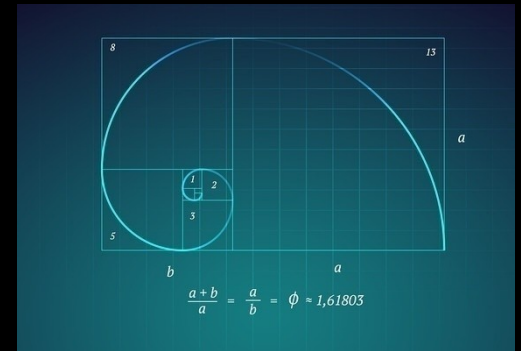 8
13
a
1
2
3
5
b
a
a + b / a = a / b = ϕ ≈ 1,61803